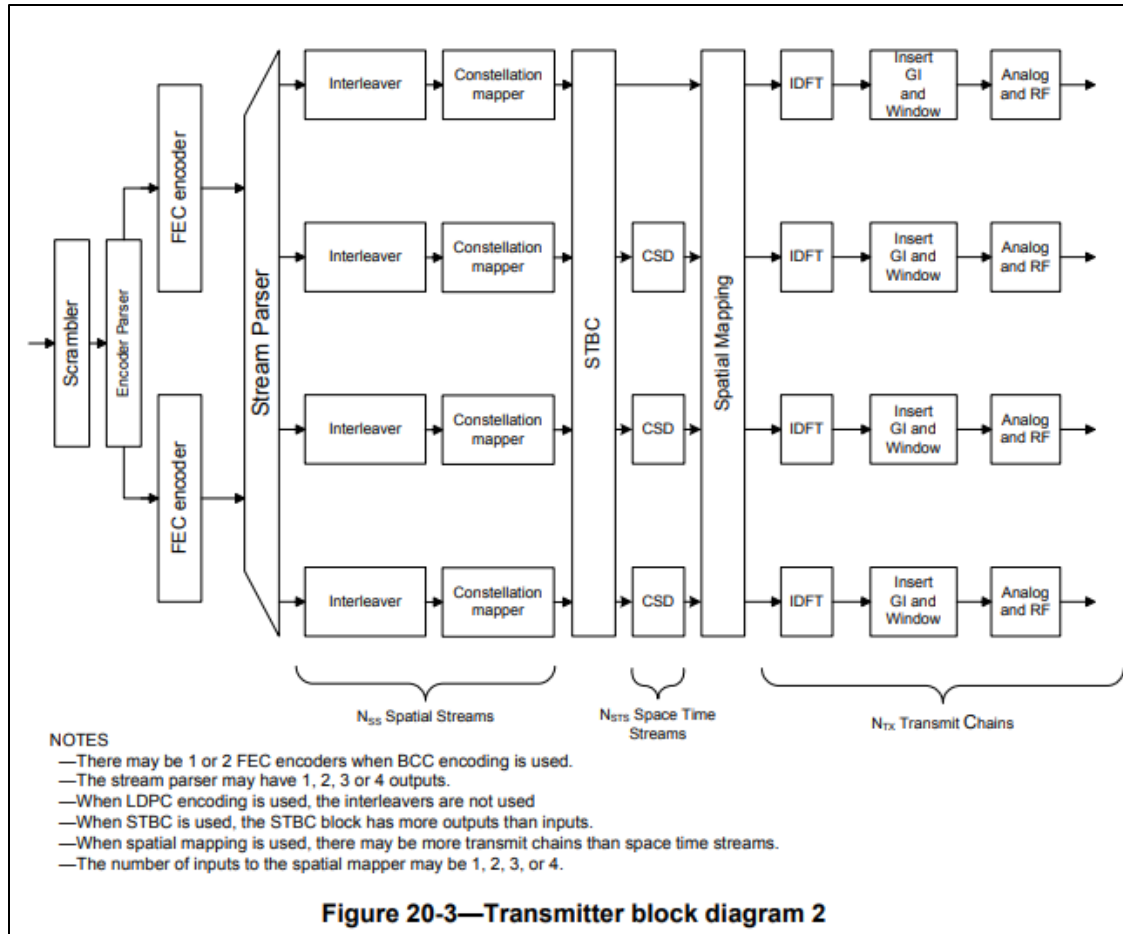 Scrambler
Encoder Parser
FEC encoder
FEC encoder
Stream Parser
Interleaver
Constellation
mapper
Interleaver
Constellation
mapper
Interleaver
Constellation
mapper
Interleaver
Constellation
mapper
STBC
CSD
CSD
CSD
Spatial Mapping
IDFT
Insert
GI
and
Window
Analog
and RF
IDFT
Insert
GI and
Window
Analog
and RF
IDFT
Insert
GI and
Window
Analog
and RF
IDFT
Insert
GI and
Window
Analog
and RF
NSS Spatial Streams
NSTS Space Time
Streams
NTX Transmit Chains
NOTES
—There may be 1 or 2 FEC encoders when BCC encoding is used.
—The stream parser may have 1, 2, 3 or 4 outputs.
—When LDPC encoding is used, the interleavers are not used
—When STBC is used, the STBC block has more outputs than inputs.
—When spatial mapping is used, there may be more transmit chains than space time streams.
—The number of inputs to the spatial mapper may be 1, 2, 3, or 4.
Figure 20-3—Transmitter block diagram 2